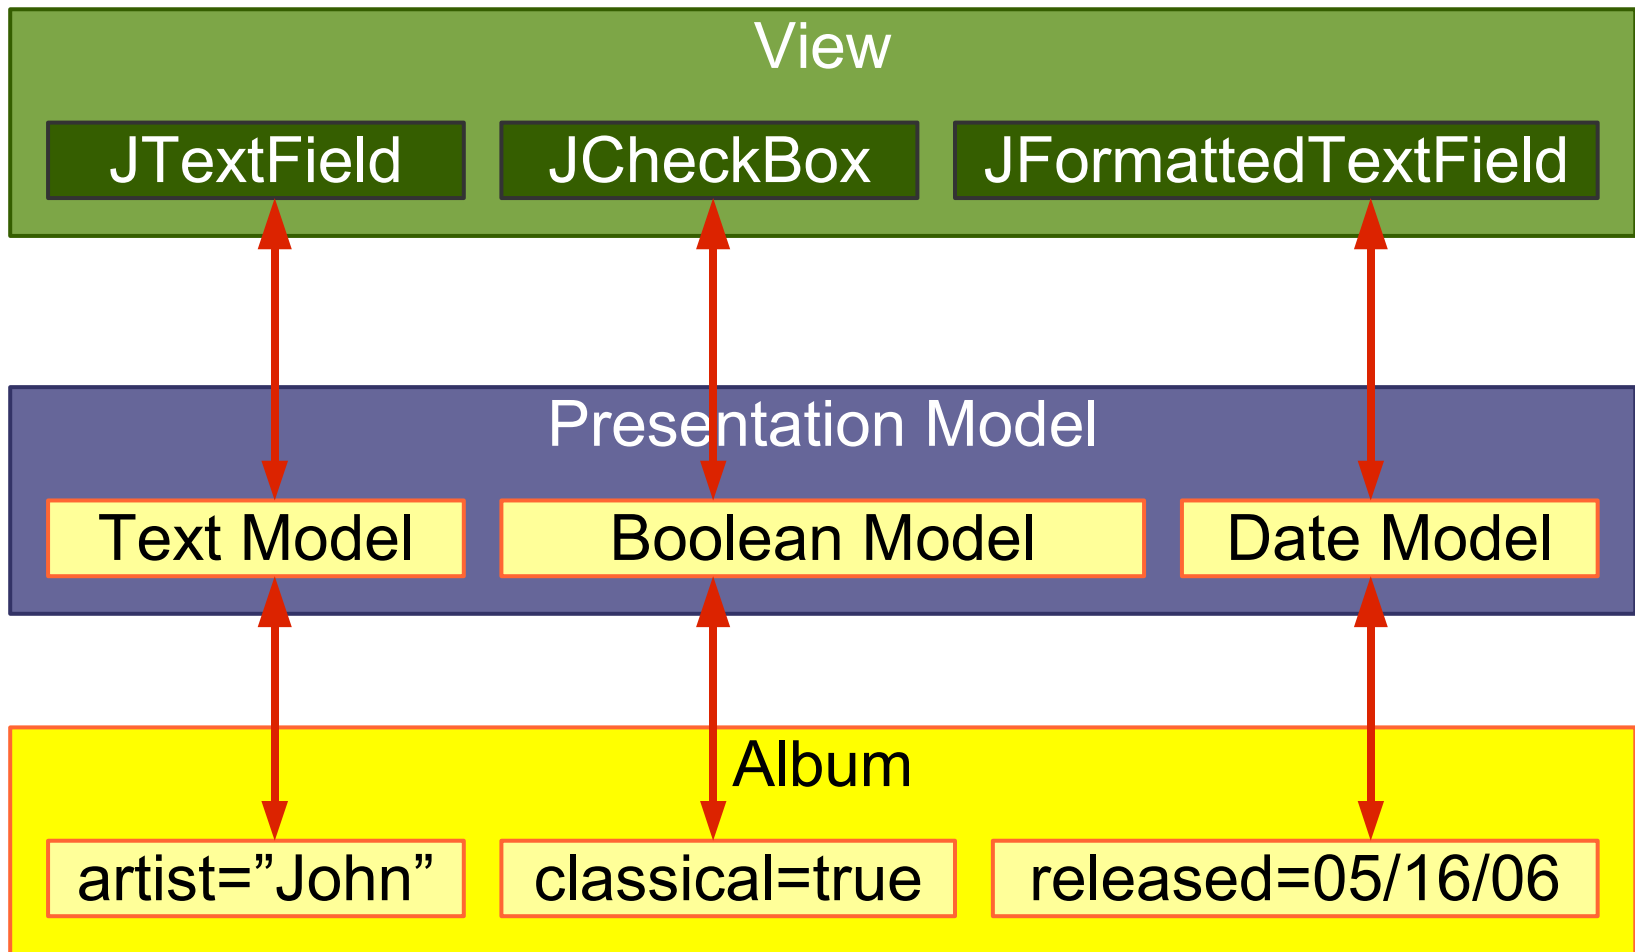 View
JTextField
JCheckBox
JFormattedTextField
Presentation Model
Text Model
Boolean Model
Date Model
Album
artist=”John”
classical=true
released=05/16/06